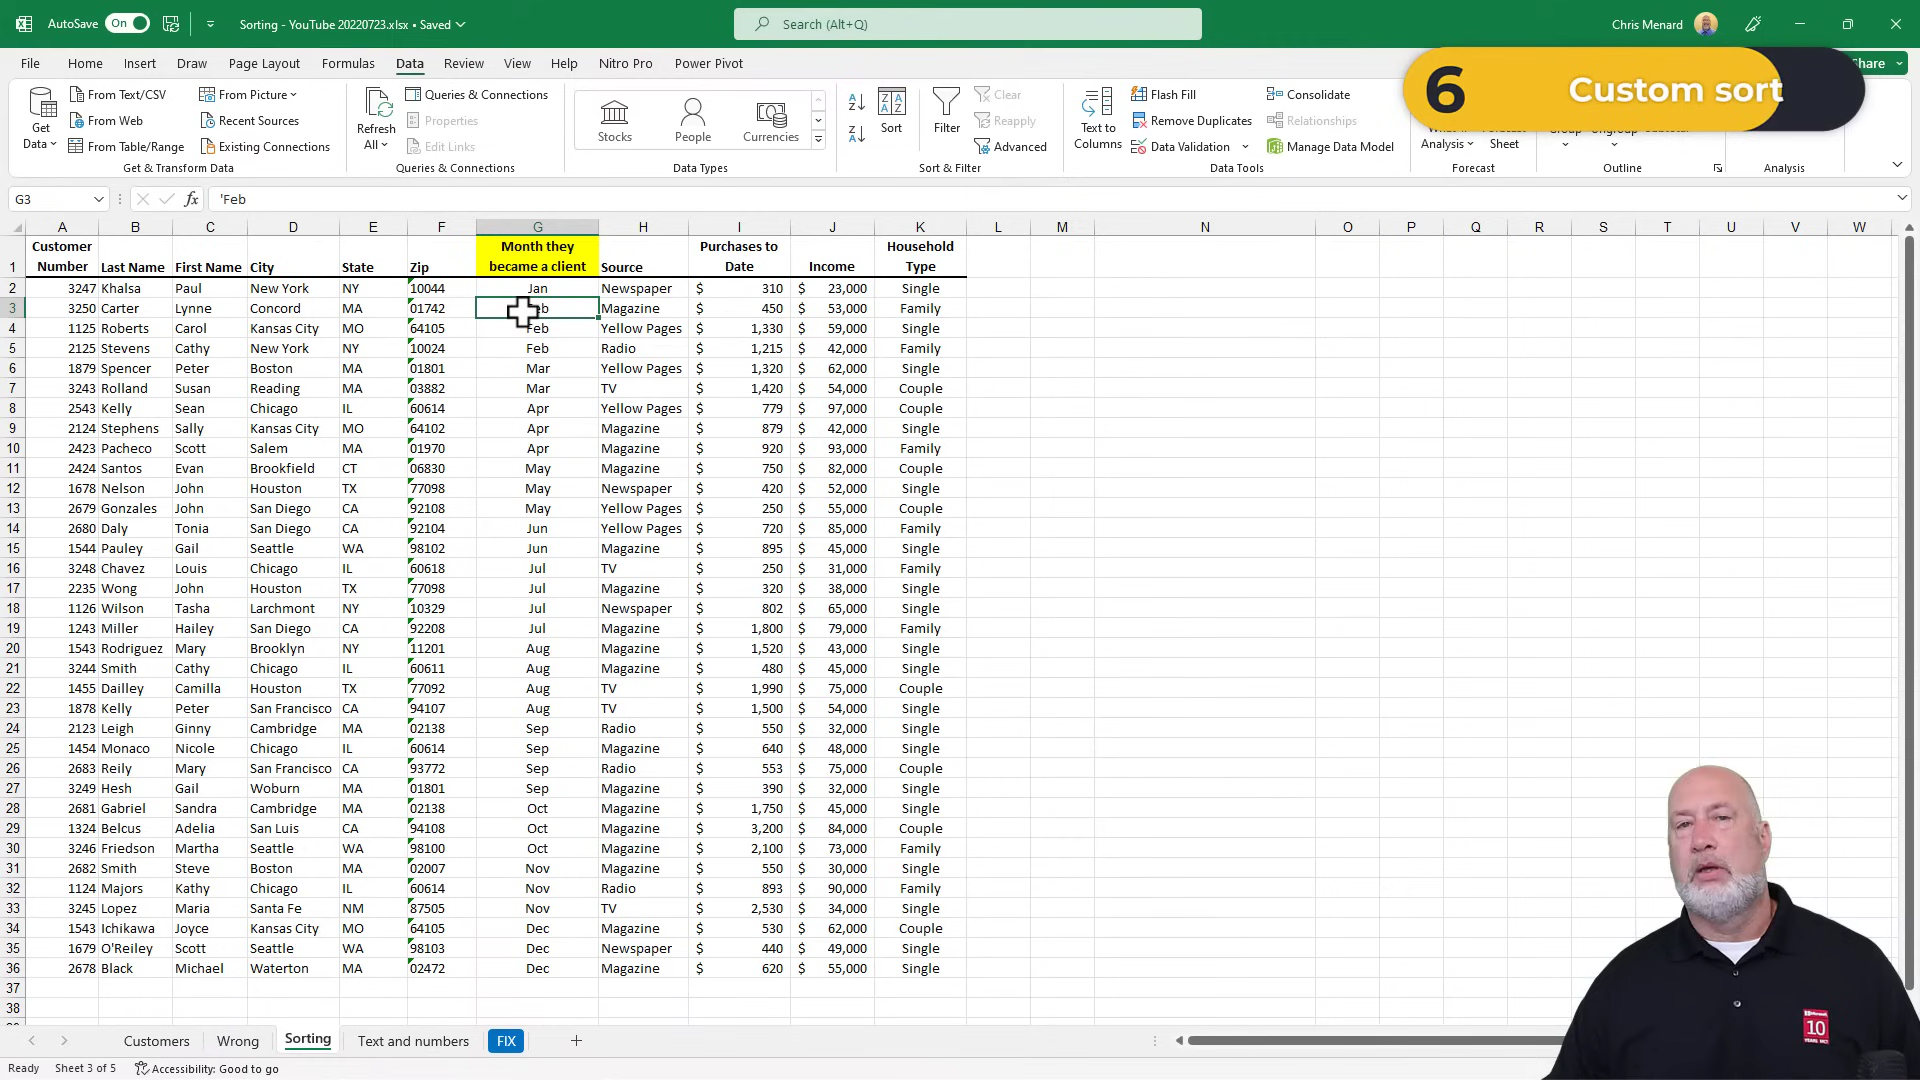 AutoSave On Sorting - YouTube 20220723.xlsx • Saved Search (Alt+Q) Chris Menard
File Home Insert Draw Page Layout Formulas Data Review View Help Nitro Pro Power Pivot Share
6 Custom sort
Get Data
From Text/CSV
From Web
From Table/Range
From Picture
Recent Sources
Existing Connections
Get & Transform Data
Refresh All
Queries & Connections
Properties
Edit Links
Queries & Connections
Stocks People Currencies
Data Types
Sort
Filter
Clear
Reapply
Advanced
Sort & Filter
Text to Columns
Flash Fill
Remove Duplicates
Data Validation
Consolidate
Relationships
Manage Data Model
Data Tools
Analysis
Sheet
Forecast
Outline
Analysis
G3 fx 'Feb
A B C D E F G H I J K L M N O P Q R S T U V W
1 Customer Number Last Name First Name City State Zip Month they became a client Source Purchases to Date Income Household Type
2 3247 Khalsa Paul New York NY 10044 Jan Newspaper $ 310 $ 23,000 Single
3 3250 Carter Lynne Concord MA 01742 Magazine $ 450 $ 53,000 Family
4 1125 Roberts Carol Kansas City MO 64105 Feb Yellow Pages $ 1,330 $ 59,000 Single
5 2125 Stevens Cathy New York NY 10024 Feb Radio $ 1,215 $ 42,000 Family
6 1879 Spencer Peter Boston MA 01801 Mar Yellow Pages $ 1,320 $ 62,000 Single
7 3243 Rolland Susan Reading MA 03882 Mar TV $ 1,420 $ 54,000 Couple
8 2543 Kelly Sean Chicago IL 60614 Apr Yellow Pages $ 779 $ 97,000 Couple
9 2124 Stephens Sally Kansas City MO 64102 Apr Magazine $ 879 $ 42,000 Single
10 2423 Pacheco Scott Salem MA 01970 Apr Magazine $ 920 $ 93,000 Family
11 2424 Santos Evan Brookfield CT 06830 May Magazine $ 750 $ 82,000 Couple
12 1678 Nelson John Houston TX 77098 May Newspaper $ 420 $ 52,000 Single
13 2679 Gonzales John San Diego CA 92108 May Yellow Pages $ 250 $ 55,000 Couple
14 2680 Daly Tonia San Diego CA 92104 Jun Yellow Pages $ 720 $ 85,000 Family
15 1544 Pauley Gail Seattle WA 98102 Jun Magazine $ 895 $ 45,000 Single
16 3248 Chavez Louis Chicago IL 60618 Jul TV $ 250 $ 31,000 Family
17 2235 Wong John Houston TX 77098 Jul Magazine $ 320 $ 38,000 Single
18 1126 Wilson Tasha Larchmont NY 10329 Jul Newspaper $ 802 $ 65,000 Single
19 1243 Miller Hailey San Diego CA 92208 Jul Magazine $ 1,800 $ 79,000 Family
20 1543 Rodriguez Mary Brooklyn NY 11201 Aug Magazine $ 1,520 $ 43,000 Single
21 3244 Smith Cathy Chicago IL 60611 Aug Magazine $ 480 $ 45,000 Single
22 1455 Dailley Camilla Houston TX 77092 Aug TV $ 1,990 $ 75,000 Couple
23 1878 Kelly Peter San Francisco CA 94107 Aug TV $ 1,500 $ 54,000 Single
24 2123 Leigh Ginny Cambridge MA 02138 Sep Radio $ 550 $ 32,000 Single
25 1454 Monaco Nicole Chicago IL 60614 Sep Magazine $ 640 $ 48,000 Single
26 2683 Reily Mary San Francisco CA 93772 Sep Radio $ 553 $ 75,000 Couple
27 3249 Hesh Gail Woburn MA 01801 Sep Magazine $ 390 $ 32,000 Single
28 2681 Gabriel Sandra Cambridge MA 02138 Oct Magazine $ 1,750 $ 45,000 Single
29 1324 Belcus Adelia San Luis CA 94108 Oct Magazine $ 3,200 $ 84,000 Couple
30 3246 Friedson Martha Seattle WA 98100 Oct Magazine $ 2,100 $ 73,000 Family
31 2682 Smith Steve Boston MA 02007 Nov Magazine $ 550 $ 30,000 Single
32 1124 Majors Kathy Chicago IL 60614 Nov Radio $ 893 $ 90,000 Family
33 3245 Lopez Maria Santa Fe NM 87505 Nov TV $ 2,530 $ 34,000 Single
34 1543 Ichikawa Joyce Kansas City MO 64105 Dec Magazine $ 530 $ 62,000 Couple
35 1679 O'Reiley Scott Seattle WA 98103 Dec Newspaper $ 440 $ 49,000 Single
36 2678 Black Michael Waterton MA 02472 Dec Magazine $ 620 $ 55,000 Single
37
38
10
Customers Wrong Sorting Text and numbers FIX
Ready Sheet 3 of 5 Accessibility: Good to go